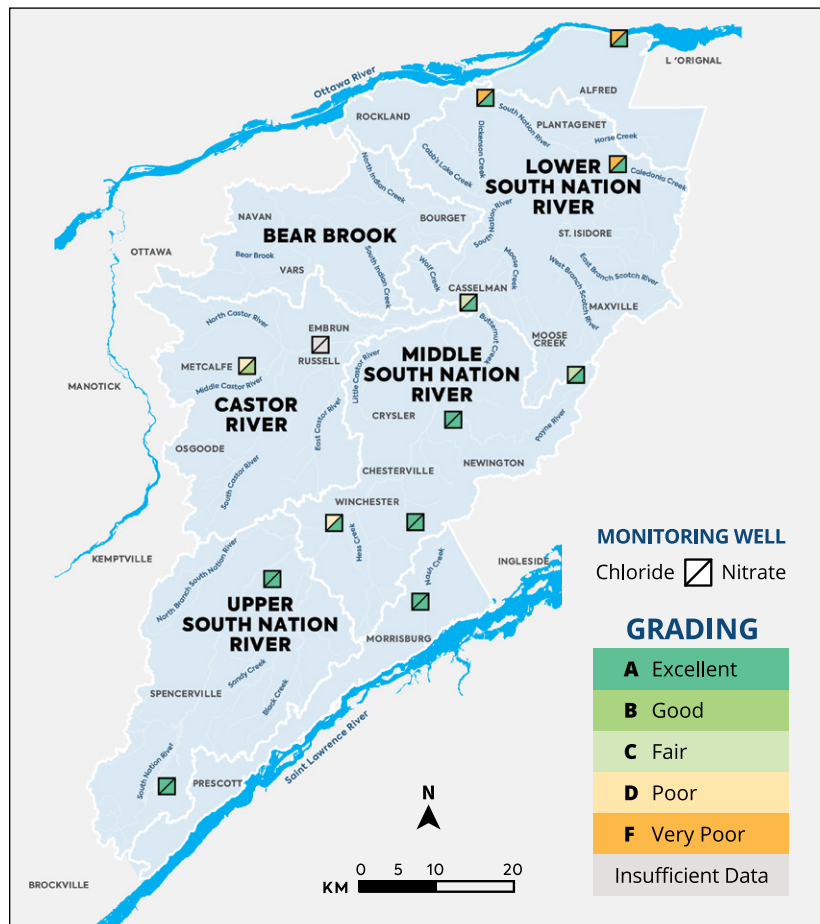 L 'ORIGNAL
Ottawa River
ALFRED
ROCKLAND
South Nation River
PLANTAGENET
Dickenson Creek
Horse Creek
Cobb's Lake Creek
North Indian Creek
LOWER
SOUTH NATION
RIVER
Caledonia Creek
NAVAN
BOURGET
South Nation River
BEAR BROOK
ST. ISIDORE
OTTAWA
Bear Brook
VARS
South Indian Creek
Wolf Creek
Moose Creek
West Branch Scotch River
East Branch Scotch River
CASSELMAN
MAXVILLE
North Castor River
EMBRUN
RUSSELL
Butternut Creek
MOOSE
CREEK
METCALFE
Little Castor River
MIDDLE
SOUTH NATION
RIVER
MANOTICK
Middle Castor River
CASTOR
RIVER
East Castor River
CRYSLER
Payne River
OSGOODE
South Castor River
CHESTERVILLE
NEWINGTON
WINCHESTER
Hess Creek
KEMPTVILLE
North Branch South Nation River
Nash Creek
INGLESIDE
UPPER
SOUTH NATION
RIVER
MORRISBURG
Sandy Creek
SPENCERVILLE
Black Creek
South Nation River
PRESCOTT
Saint Lawrence River
BROCKVILLE
N
0 5 10 20
KM
MONITORING WELL
Chloride Nitrate
GRADING
A Excellent
B Good
C Fair
D Poor
F Very Poor
Insufficient Data